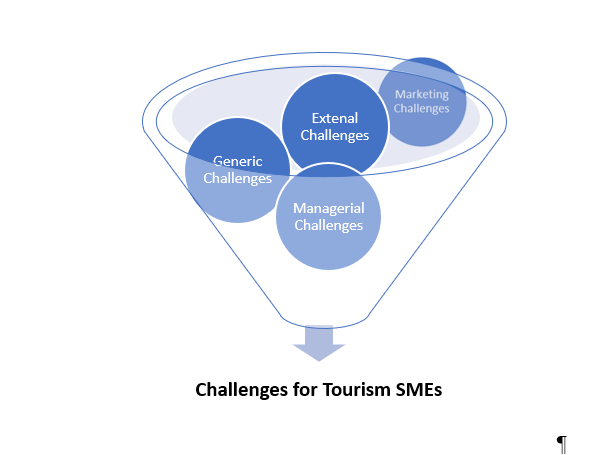 Marketing
Challenges
Extenal
Challenges
Generic
Challenges
Managerial
Challenges
Challenges for Tourism SMEs
¶